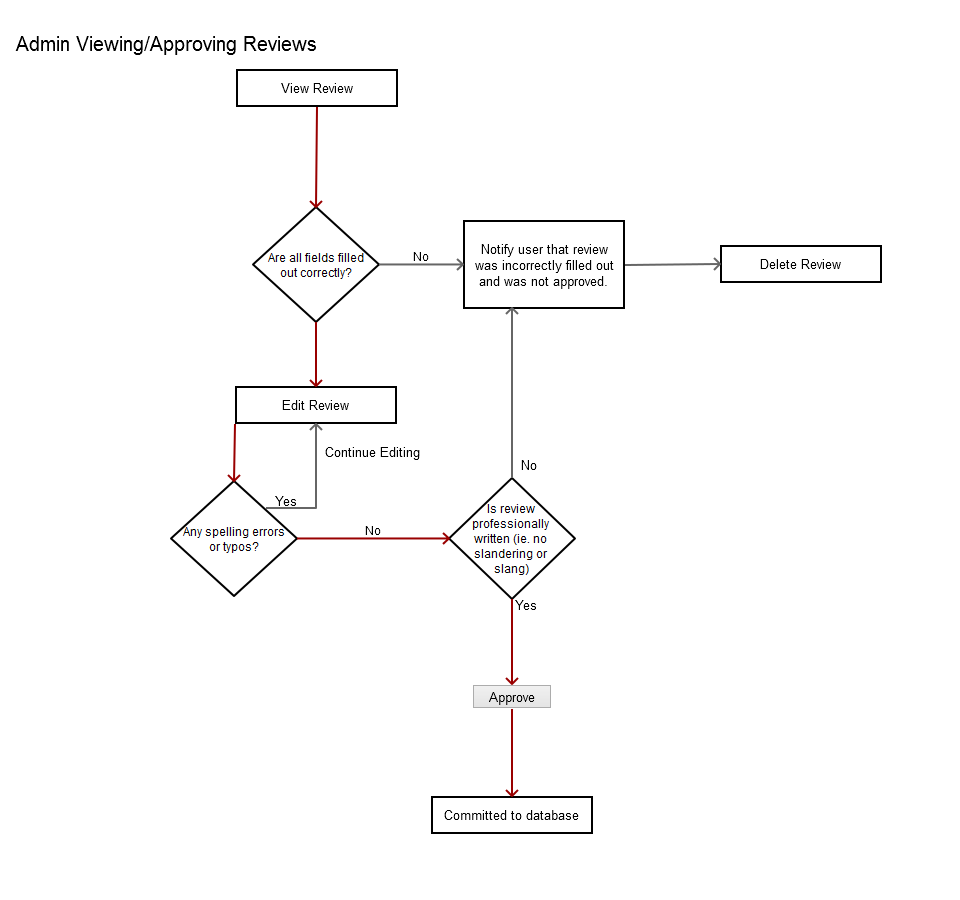 Admin Viewing/Approving Reviews
View Review
Are all fields filled
out correctly?
No
Notify user that review
was incorrectly filled out
and was not approved.
Delete Review
Edit Review
Continue Editing
Yes
Any spelling errors
or typos?
No
No
Is review
professionally
written (ie. no
slandering or
slang)
Yes
Approve
Committed to database